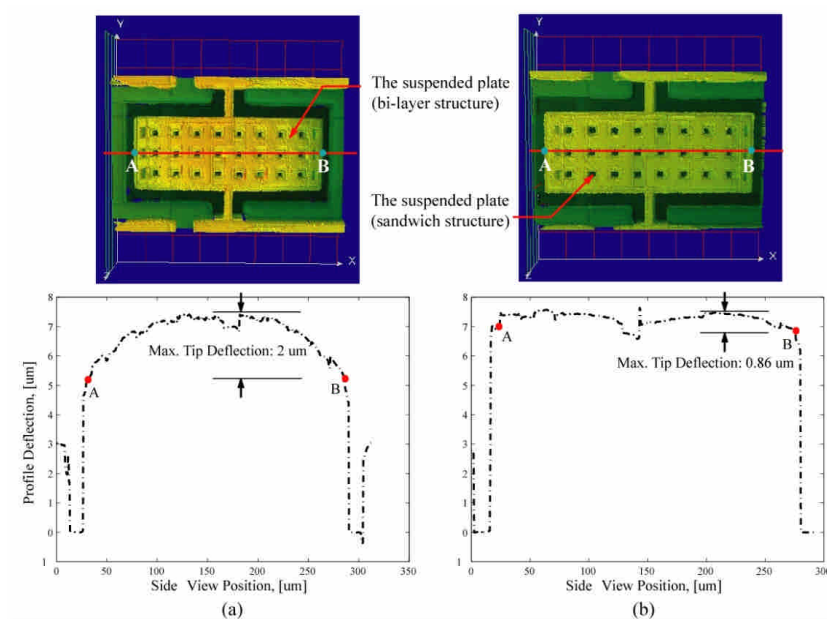 Y
Y
The suspended plate
(bi-layer structure)
A
B
A
B
The suspended plate
(sandwich structure)
X
X
Z
Z
8
7
6
5
4
3
2
1
0
1
Profile Deflection, [um]
Max. Tip Deflection: 2 um
A
B
0
50
100
150
200
250
300
350
Side View Position, [um]
(a)
8
7
6
5
4
3
2
1
0
1
A
B
Max. Tip Deflection: 0.86 um
0
50
100
150
200
250
300
Side View Position, [um]
(b)